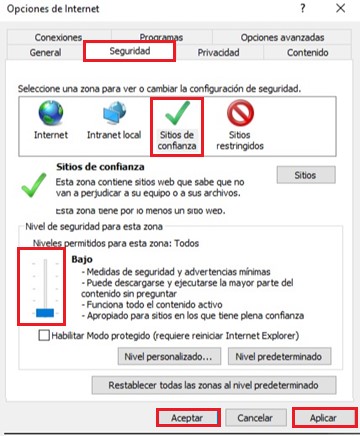 Opciones de Internet ? ×
Conexiones Programas Opciones avanzadas
General Seguridad Privacidad Contenido
Seleccione una zona para ver o cambiar la configuración de seguridad.
Internet Intranet local Sitios de confianza Sitios restringidos
Sitios de confianza
Sitios
Esta zona contiene sitios web que sabe que no
van a perjudicar a su equipo o a sus archivos.
Esta zona tiene por lo menos un sitio web.
Nivel de seguridad para esta zona
Niveles permitidos para esta zona: Todos
Bajo
- Medidas de seguridad y advertencias mínimas
- Puede descargarse y ejecutarse la mayor parte del
contenido sin preguntar
- Funciona todo el contenido activo
- Apropiado para sitios en los que tiene plena confianza
Habilitar Modo protegido (requiere reiniciar Internet Explorer)
Nivel personalizado... Nivel predeterminado
Restablecer todas las zonas al nivel predeterminado
Aceptar Cancelar Aplicar